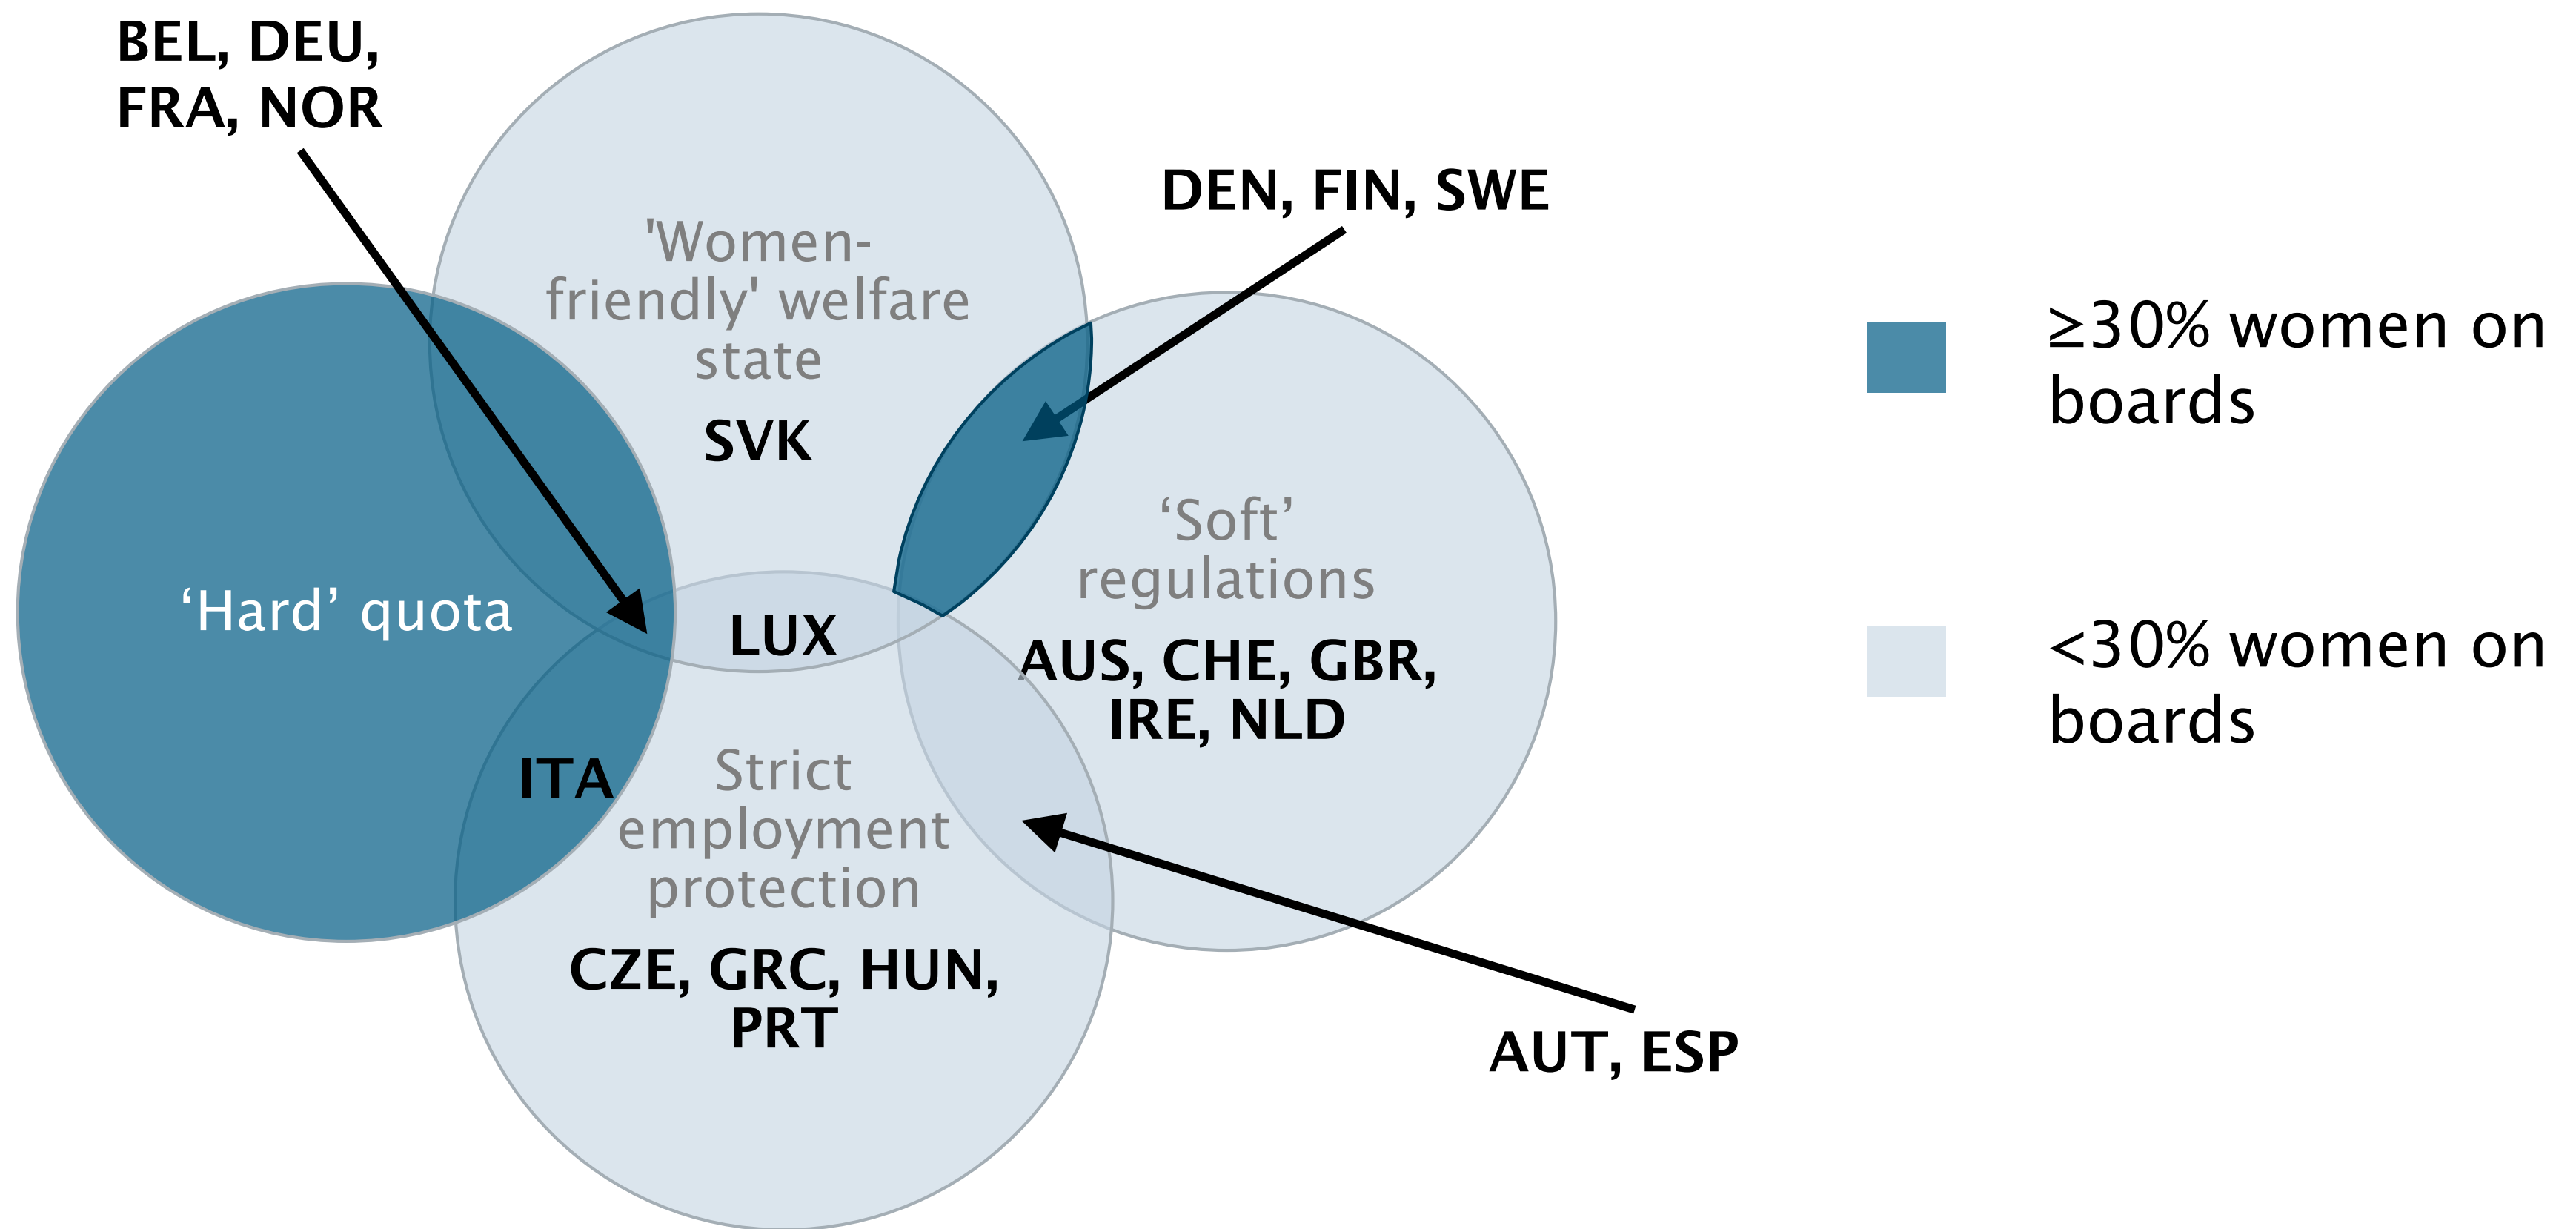 BEL, DEU,
FRA, NOR
DEN, FIN, SWE
'Women-
friendly' welfare
state
SVK
‘Hard’ quota
‘Soft’
regulations
AUS, CHE, GBR,
IRE, NLD
LUX
ITA
Strict
employment
protection
CZE, GRC, HUN,
PRT
AUT, ESP
≥30% women on
boards
<30% women on
boards